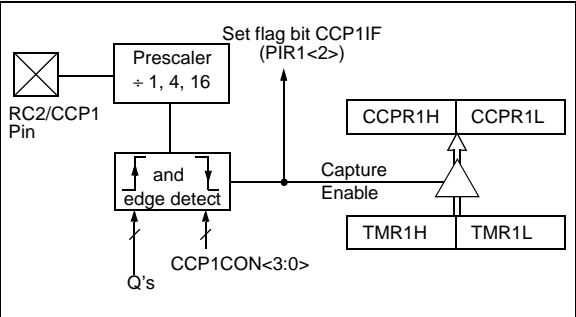 Set flag bit CCP1IF
(PIR1<2>)
Prescaler
÷ 1, 4, 16
RC2/CCP1
Pin
CCPR1H
CCPR1L
and
edge detect
Capture
Enable
TMR1H
TMR1L
CCP1CON<3:0>
Q's